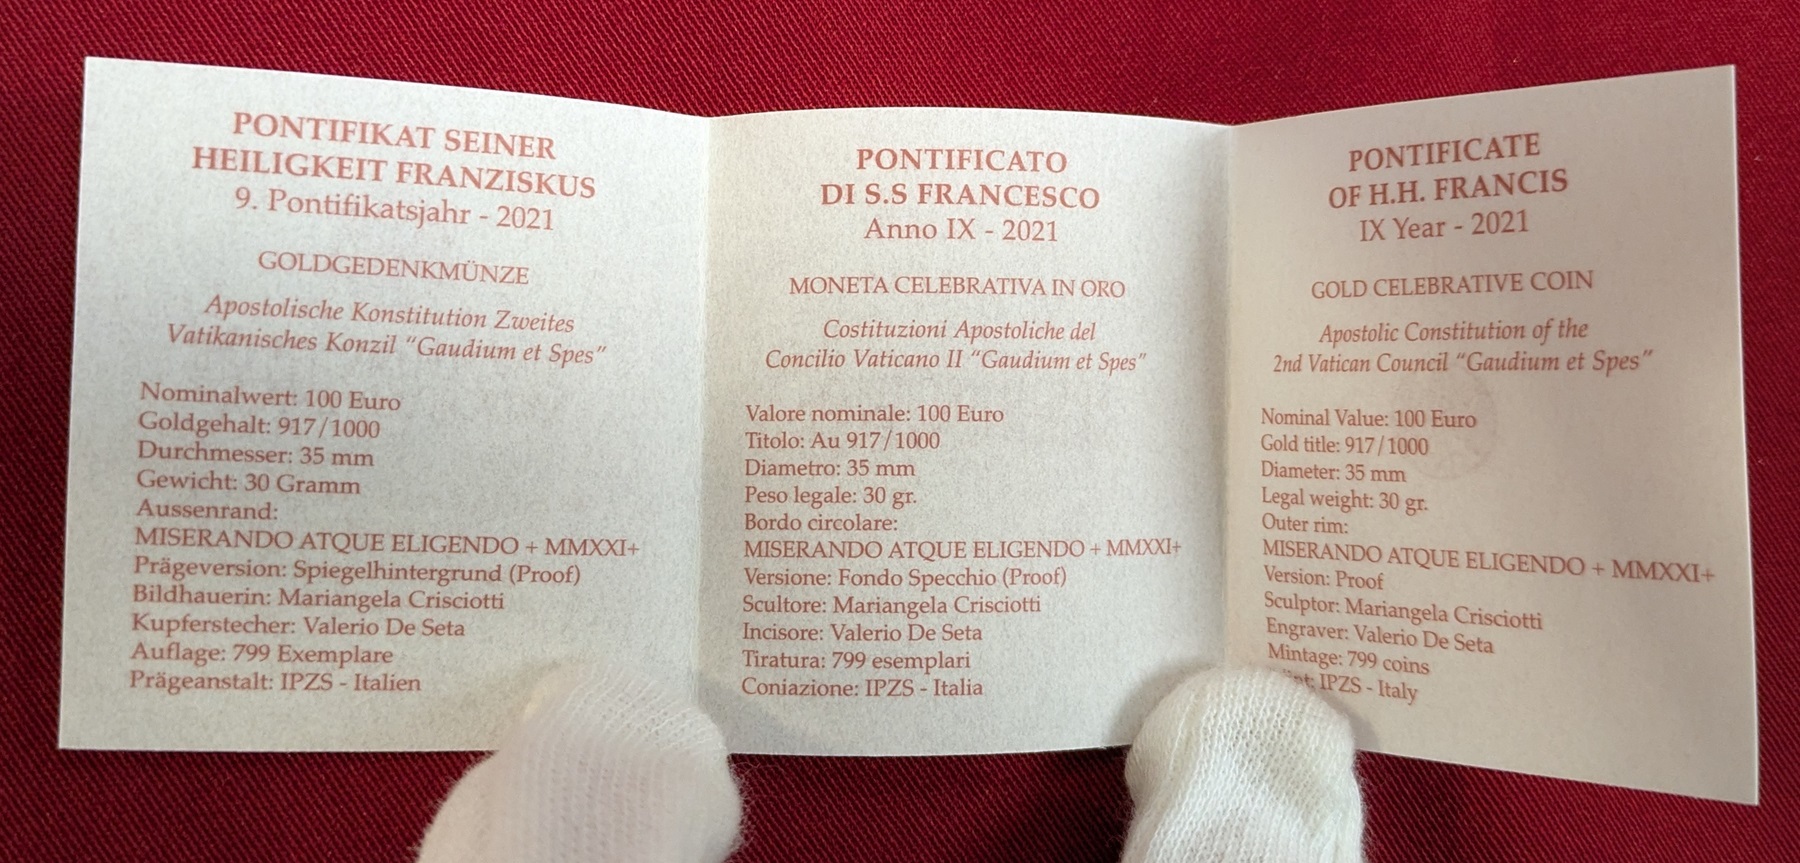 PONTIFIKAT SEINER
HEILIGKEIT FRANZISKUS
9. Pontifikatsjahr - 2021
GOLDGEDENKMÜNZE
Apostolische Konstitution Zweites
Vatikanisches Konzil “Gaudium et Spes”
Nominalwert: 100 Euro
Goldgehalt: 917/1000
Durchmesser: 35 mm
Gewicht: 30 Gramm
Aussenrand:
MISERANDO ATQUE ELIGENDO + MMXXI+
Prägeversion: Spiegelhintergrund (Proof)
Bildhauerin: Mariangela Crisciotti
Kupferstecher: Valerio De Seta
Auflage: 799 Exemplare
Prägeanstalt: IPZS - Italien
PONTIFICATO
DI S.S FRANCESCO
Anno IX - 2021
MONETA CELEBRATIVA IN ORO
Costituzioni Apostoliche del
Concilio Vaticano II “Gaudium et Spes”
Valore nominale: 100 Euro
Titolo: Au 917/1000
Diametro: 35 mm
Peso legale: 30 gr.
Bordo circolare:
MISERANDO ATQUE ELIGENDO + MMXXI+
Versione: Fondo Specchio (Proof)
Scultore: Mariangela Crisciotti
Incisore: Valerio De Seta
Tiratura: 799 esemplari
Coniazione: IPZS - Italia
PONTIFICATE
OF H.H. FRANCIS
IX Year - 2021
GOLD CELEBRATIVE COIN
Apostolic Constitution of the
2nd Vatican Council “Gaudium et Spes”
Nominal Value: 100 Euro
Gold title: 917/1000
Diameter: 35 mm
Legal weight: 30 gr.
Outer rim:
MISERANDO ATQUE ELIGENDO + MMXXI+
Version: Proof
Sculptor: Mariangela Crisciotti
Engraver: Valerio De Seta
Mintage: 799 coins
IPZS - Italy